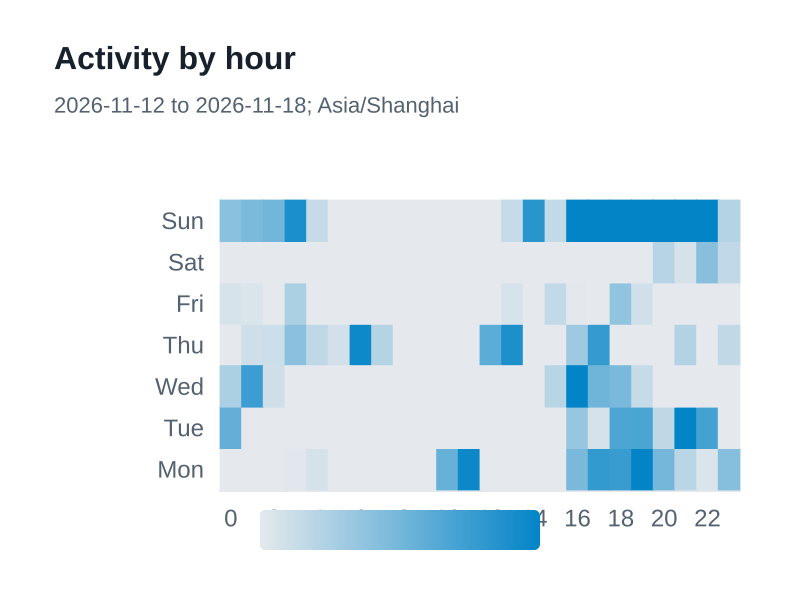 Activity by hour
2026-11-12 to 2026-11-18; Asia/Shanghai
Sun
Sat
Fri
Thu
Wed
Tue
Mon
0 16 18 20 22